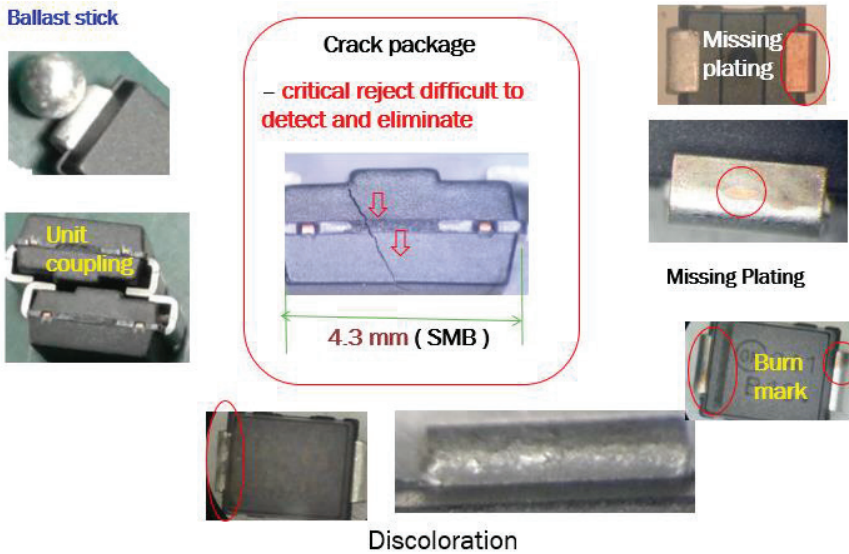 Ballast stick
Crack package
– critical reject difficult to
detect and eliminate
4.3 mm ( SMB )
Unit
coupling
Missing
plating
Missing Plating
Burn
mark
Discoloration